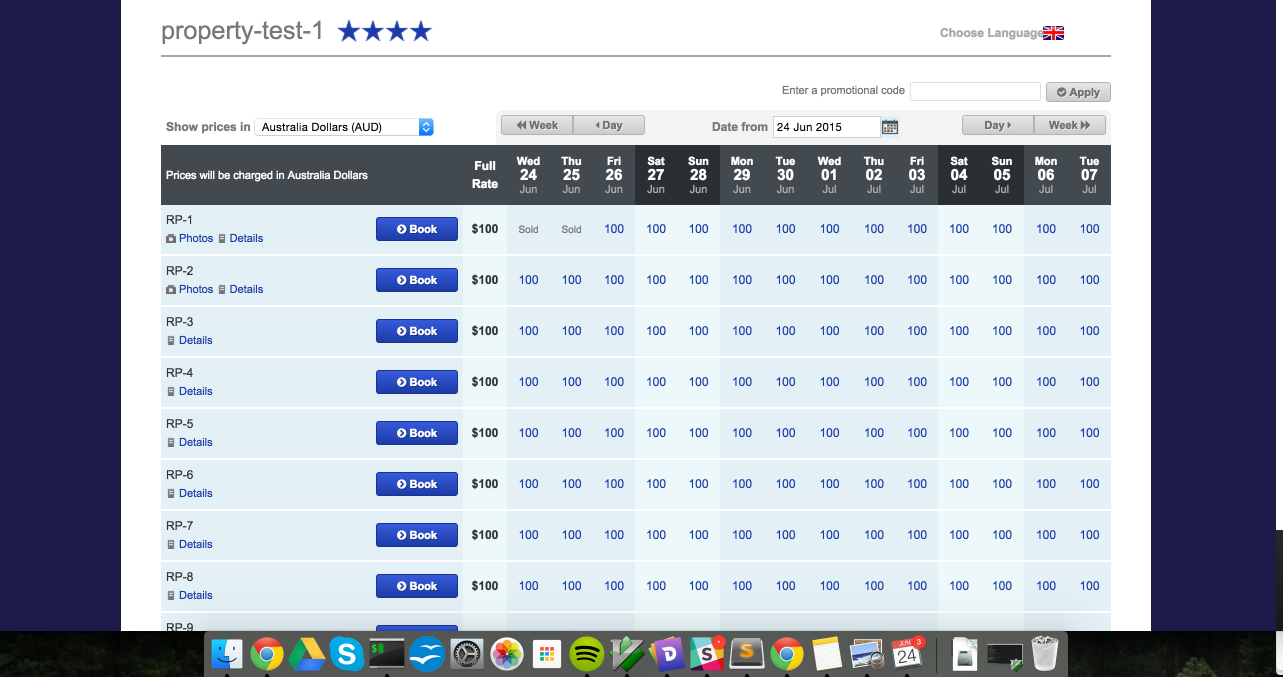 property-test-1
Choose Language
Enter a promotional code Apply
Show prices in Australia Dollars (AUD) Week Day Date from 24 Jun 2015 Day Week
Prices will be charged in Australia Dollars Full Rate Wed 24 Jun Thu 25 Jun Fri 26 Jun Sat 27 Jun Sun 28 Jun Mon 29 Jun Tue 30 Jun Wed 01 Jul Thu 02 Jul Fri 03 Jul Sat 04 Jul Sun 05 Jul Mon 06 Jul Tue 07 Jul
RP-1
Photos Details Book $100 Sold Sold 100 100 100 100 100 100 100 100 100 100 100 100
RP-2
Photos Details Book $100 100 100 100 100 100 100 100 100 100 100 100 100 100 100
RP-3
Details Book $100 100 100 100 100 100 100 100 100 100 100 100 100 100 100
RP-4
Details Book $100 100 100 100 100 100 100 100 100 100 100 100 100 100 100
RP-5
Details Book $100 100 100 100 100 100 100 100 100 100 100 100 100 100 100
RP-6
Details Book $100 100 100 100 100 100 100 100 100 100 100 100 100 100 100
RP-7
Details Book $100 100 100 100 100 100 100 100 100 100 100 100 100 100 100
RP-8
Details Book $100 100 100 100 100 100 100 100 100 100 100 100 100 100 100
RP-9
JUN 3
24